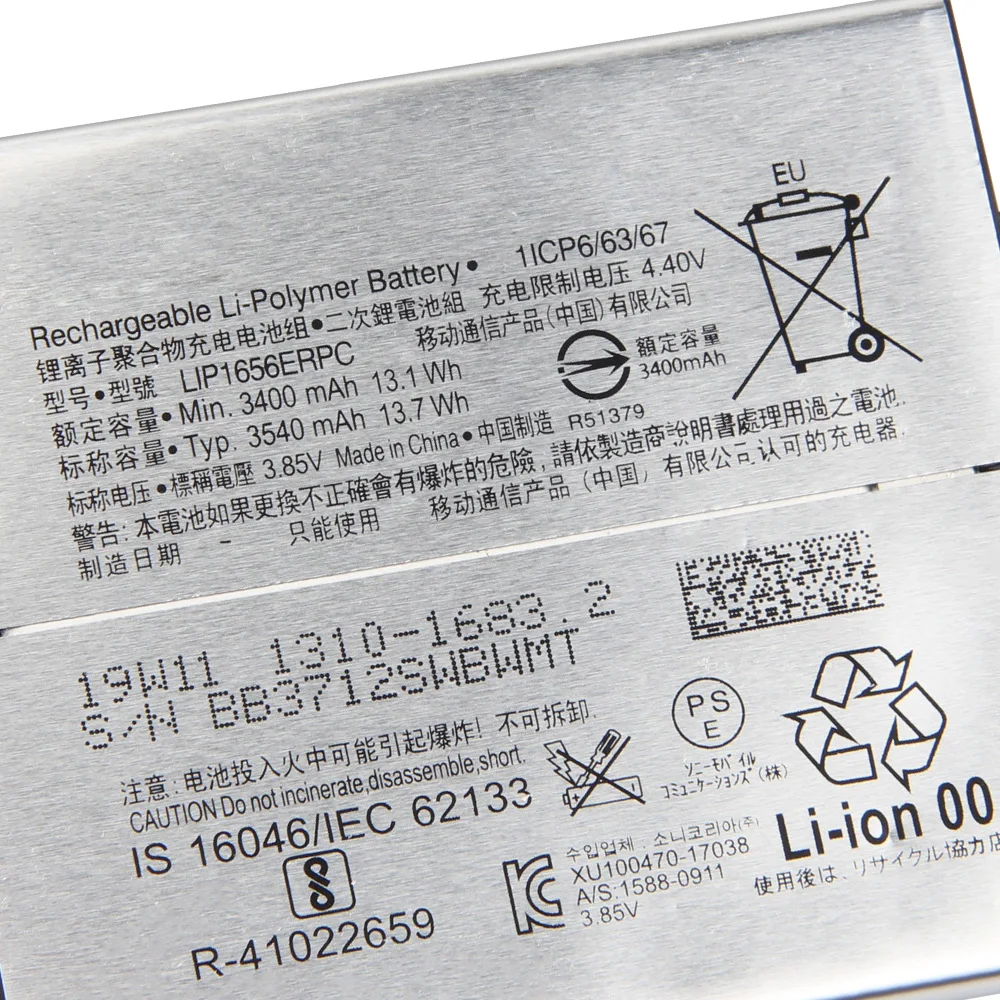 EU
Rechargeable Li-Polymer Battery • 1ICP6/63/67
锂离子聚合物充电电池组•二次鋰電池組 充电限制电压 4.40V
型号•型號 LIP1656ERPC 移动通信产品(中国)有限公司
额定容量• Min. 3400 mAh 13.1 Wh
額定容量
3400mAh
标称容量• Typ. 3540 mAh 13.7 Wh
标称电压•標稱電壓 3.85V Made in China•中国制造 R51379
警告: 本電池如果更換不正確會有爆炸的危險, 請依製造商說明書處理用過之電池.
制造日期 - 只能使用 移动通信产品(中国)有限公司认可的充电器.
19W11 1310-1683.2
S/N BB3712SWBWMT
注意: 电池投入火中可能引起爆炸! 不可拆卸.
CAUTION Do not incinerate,disassemble,short.
IS 16046/IEC 62133
R-41022659
PS
E
ソニーモバイル
コミュニケーションズ(株)
수입업체 : 소니코리아(주)
XU100470-17038
A/S:1588-0911
3.85V
Li-ion 00
使用後は、リサイクル協力店